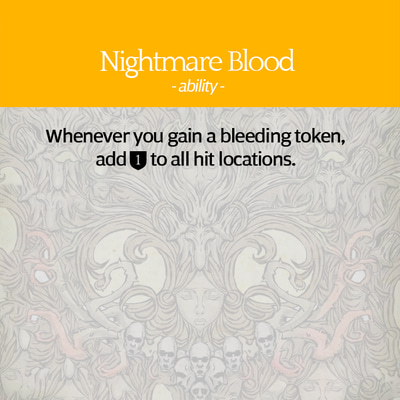 Nightmare Blood
- ability -
Whenever you gain a bleeding token,
add 1 to all hit locations.